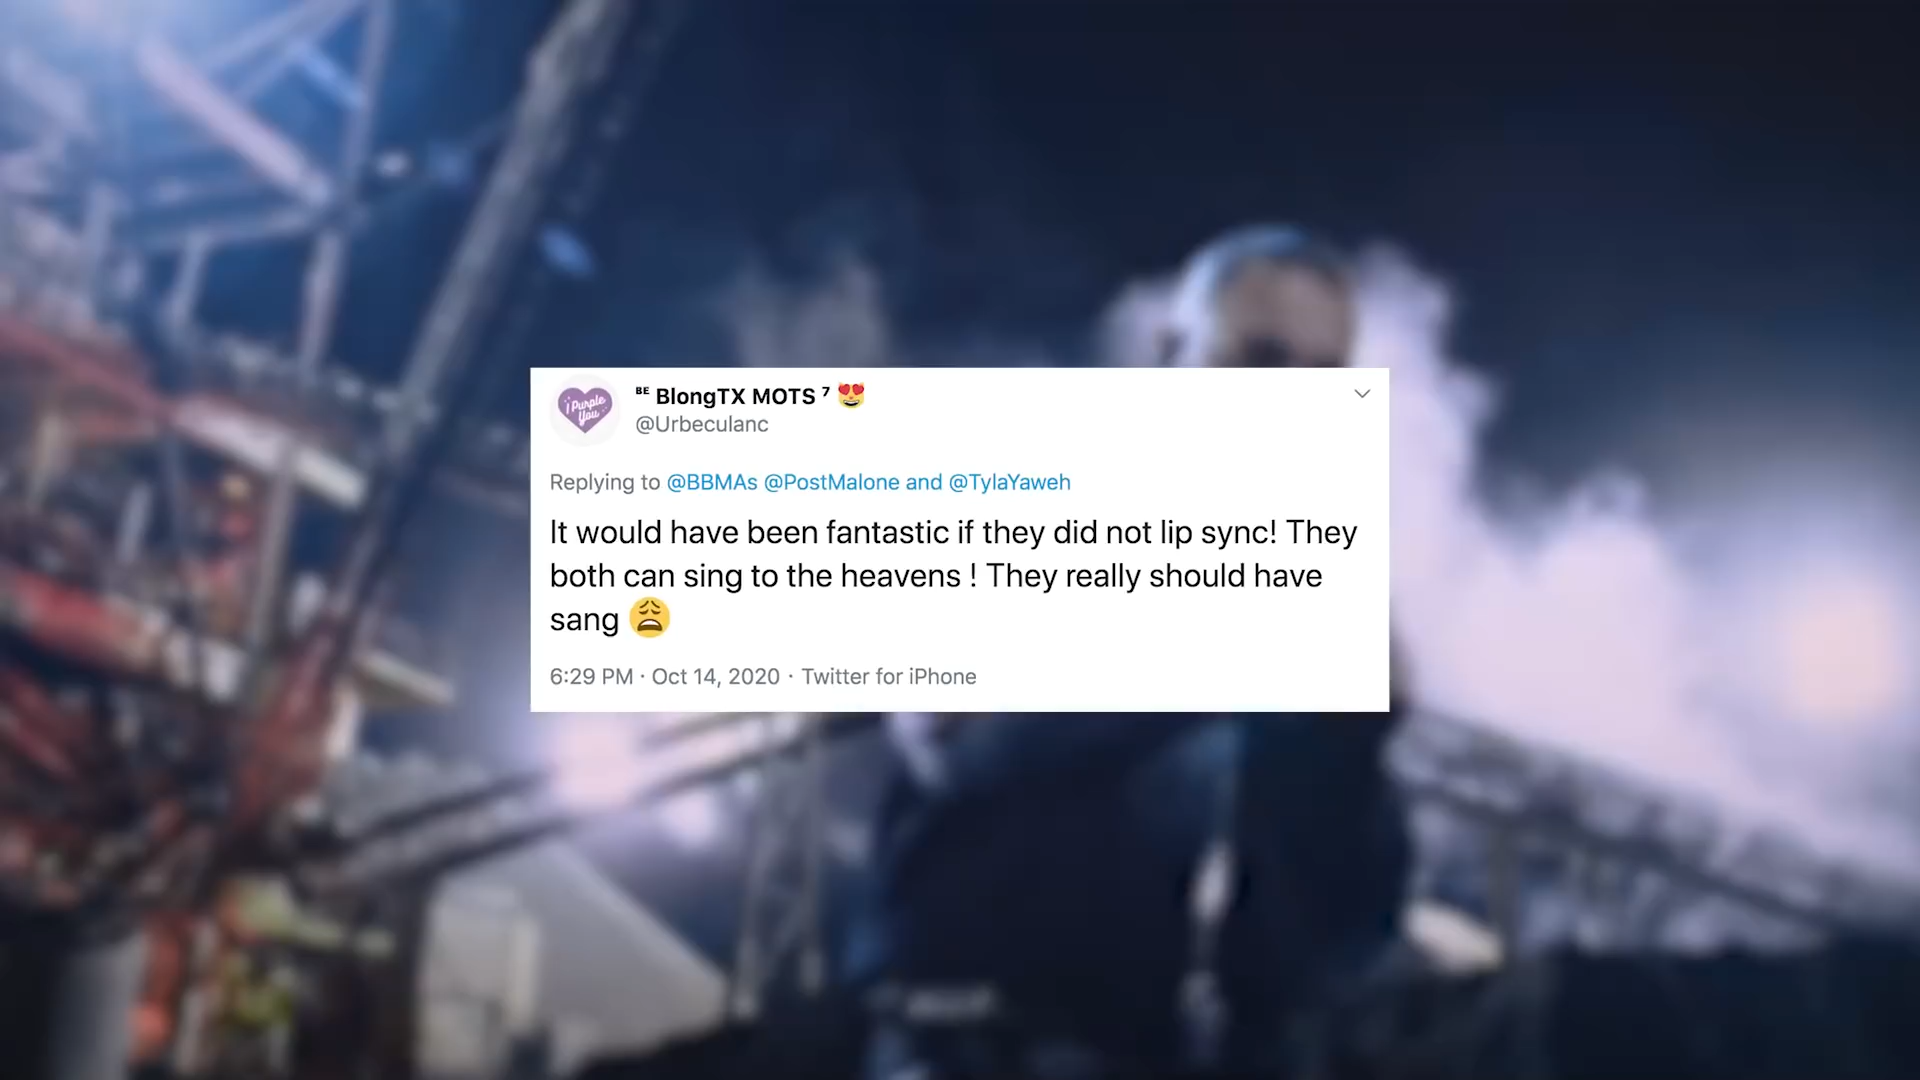 I Purple
You
ᴮᴱ BlongTX MOTS ⁷ 😻
@Urbeculanc
Replying to @BBMAs @PostMalone and @TylaYaweh
It would have been fantastic if they did not lip sync! They
both can sing to the heavens ! They really should have
sang 😩
6:29 PM · Oct 14, 2020 · Twitter for iPhone